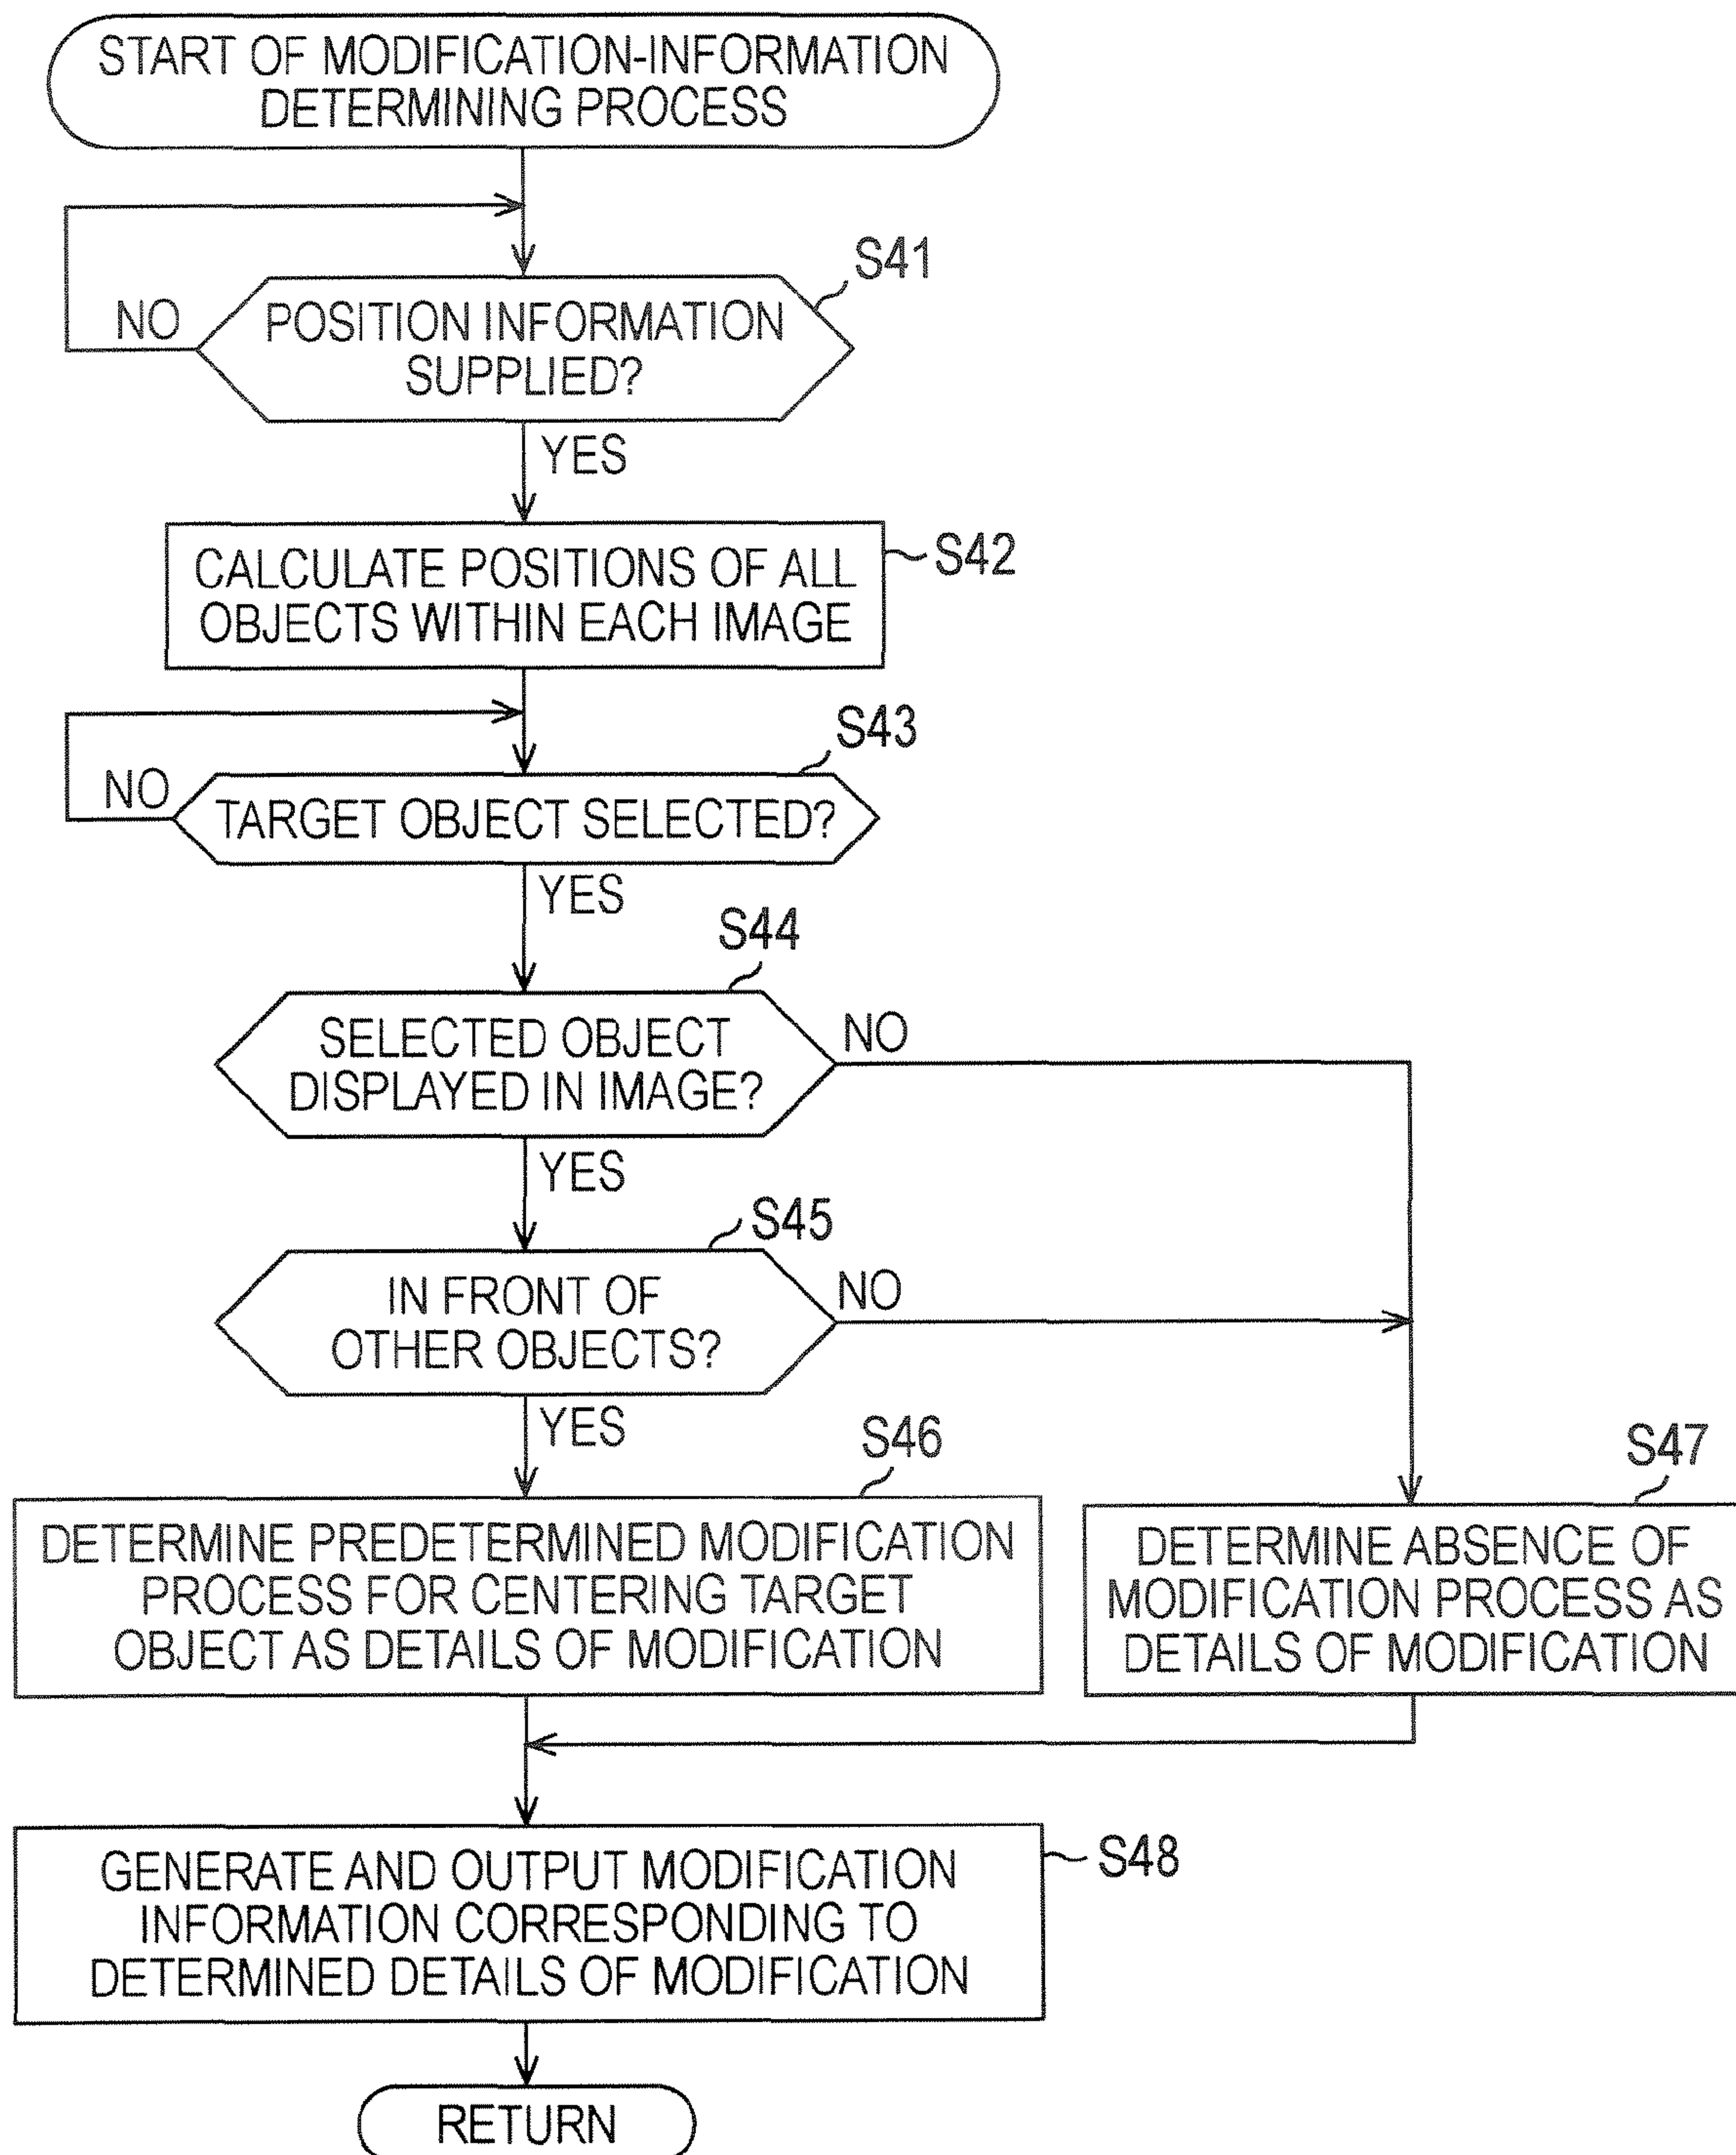 START OF MODIFICATION-INFORMATION
DETERMINING PROCESS
S41
NO
POSITION INFORMATION
SUPPLIED?
YES
S42
CALCULATE POSITIONS OF ALL
OBJECTS WITHIN EACH IMAGE
S43
NO
TARGET OBJECT SELECTED?
YES
S44
SELECTED OBJECT
DISPLAYED IN IMAGE?
NO
YES
S45
IN FRONT OF
OTHER OBJECTS?
NO
YES
S46
DETERMINE PREDETERMINED MODIFICATION
PROCESS FOR CENTERING TARGET
OBJECT AS DETAILS OF MODIFICATION
S47
DETERMINE ABSENCE OF
MODIFICATION PROCESS AS
DETAILS OF MODIFICATION
GENERATE AND OUTPUT MODIFICATION
INFORMATION CORRESPONDING TO
DETERMINED DETAILS OF MODIFICATION
S48
RETURN